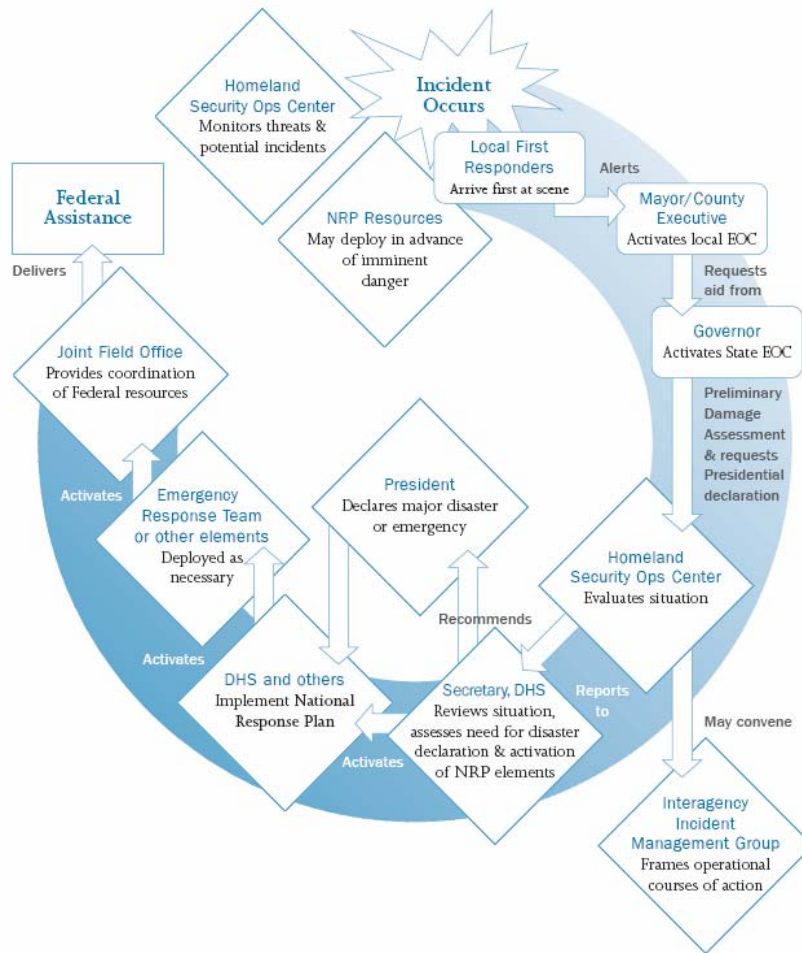 Incident
Occurs
Homeland
Security Ops Center
Monitors threats &
potential incidents
NRP Resources
May deploy in advance
of imminent
danger
Local First
Responders
Arrive first at scene
Alerts
Mayor/County
Executive
Activates local EOC
Requests
aid from
Governor
Activates State EOC
Preliminary
Damage
Assessment
& requests
Presidential
declaration
Homeland
Security Ops Center
Evaluates situation
May convene
Interagency
Incident
Management Group
Frames operational
courses of action
Reports
to
Secretary, DHS
Reviews situation,
assesses need for disaster
declaration & activation
of NRP elements
Recommends
President
Declares major disaster
or emergency
Activates
DHS and others
Implement National
Response Plan
Activates
Emergency
Response Team
or other elements
Deployed as
necessary
Activates
Joint Field Office
Provides coordination
of Federal resources
Delivers
Federal
Assistance